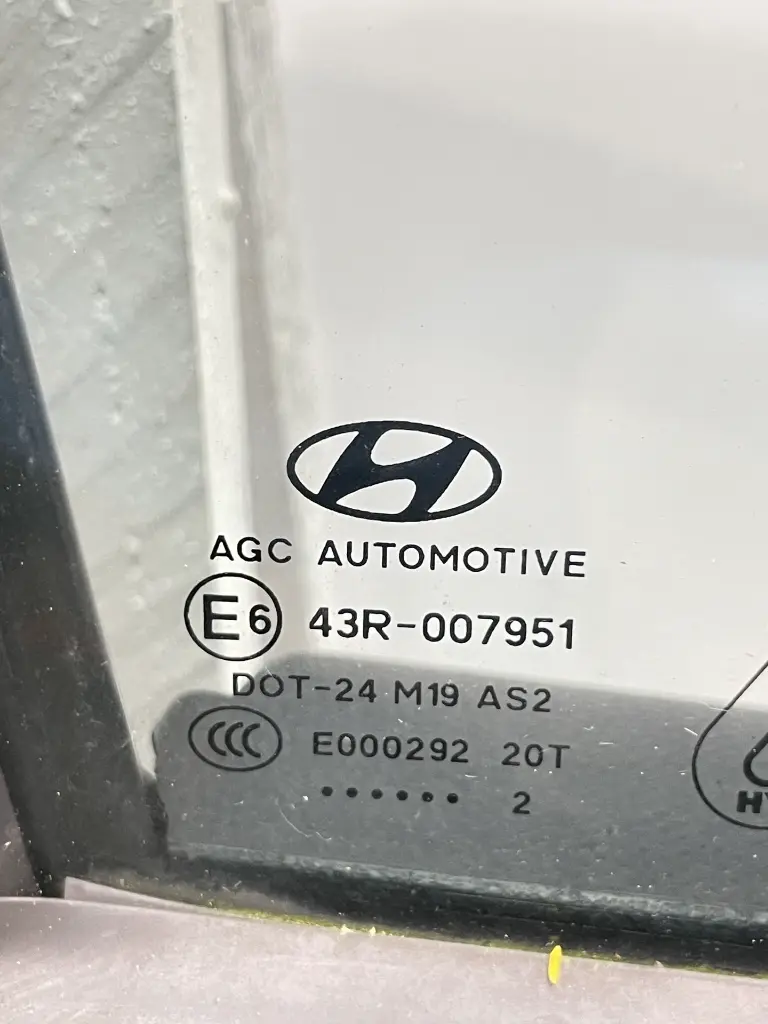 AGC AUTOMOTIVE
E6 43R-007951
DOT-24 M19 AS2
CCC E000292 20T
•••••• 2